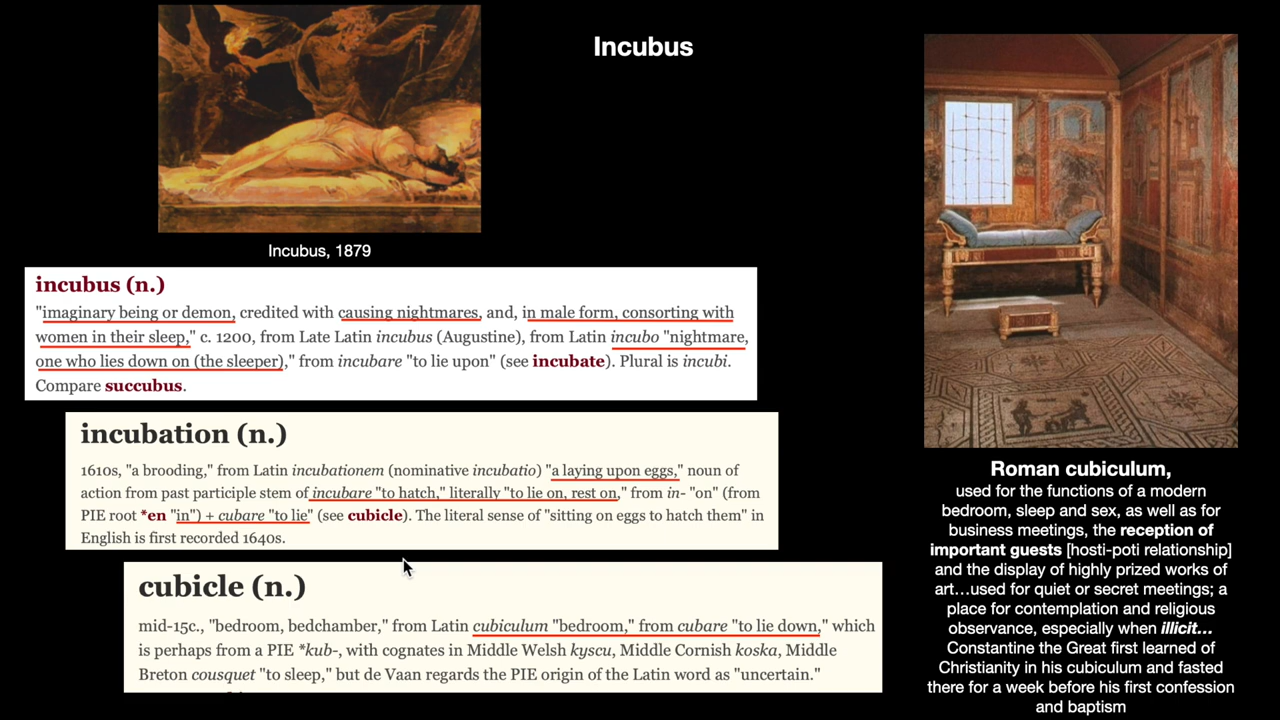 Incubus
Incubus, 1879
incubus (n.)
"imaginary being or demon, credited with causing nightmares, and, in male form, consorting with
women in their sleep," c. 1200, from Late Latin incubus (Augustine), from Latin incubo "nightmare,
one who lies down on (the sleeper)," from incubare "to lie upon" (see incubate). Plural is incubi.
Compare succubus.
incubation (n.)
1610s, "a brooding," from Latin incubationem (nominative incubatio) "a laying upon eggs," noun of
action from past participle stem of incubare "to hatch," literally "to lie on, rest on," from in- "on" (from
PIE root *en "in") + cubare "to lie" (see cubicle). The literal sense of "sitting on eggs to hatch them" in
English is first recorded 1640s.
cubicle (n.)
mid-15c., "bedroom, bedchamber," from Latin cubiculum "bedroom," from cubare "to lie down," which
is perhaps from a PIE *kub-, with cognates in Middle Welsh kyscu, Middle Cornish koska, Middle
Breton cousquet "to sleep," but de Vaan regards the PIE origin of the Latin word as "uncertain."
Roman cubiculum,
used for the functions of a modern
bedroom, sleep and sex, as well as for
business meetings, the reception of
important guests [hosti-poti relationship]
and the display of highly prized works of
art…used for quiet or secret meetings; a
place for contemplation and religious
observance, especially when illicit…
Constantine the Great first learned of
Christianity in his cubiculum and fasted
there for a week before his first confession
and baptism